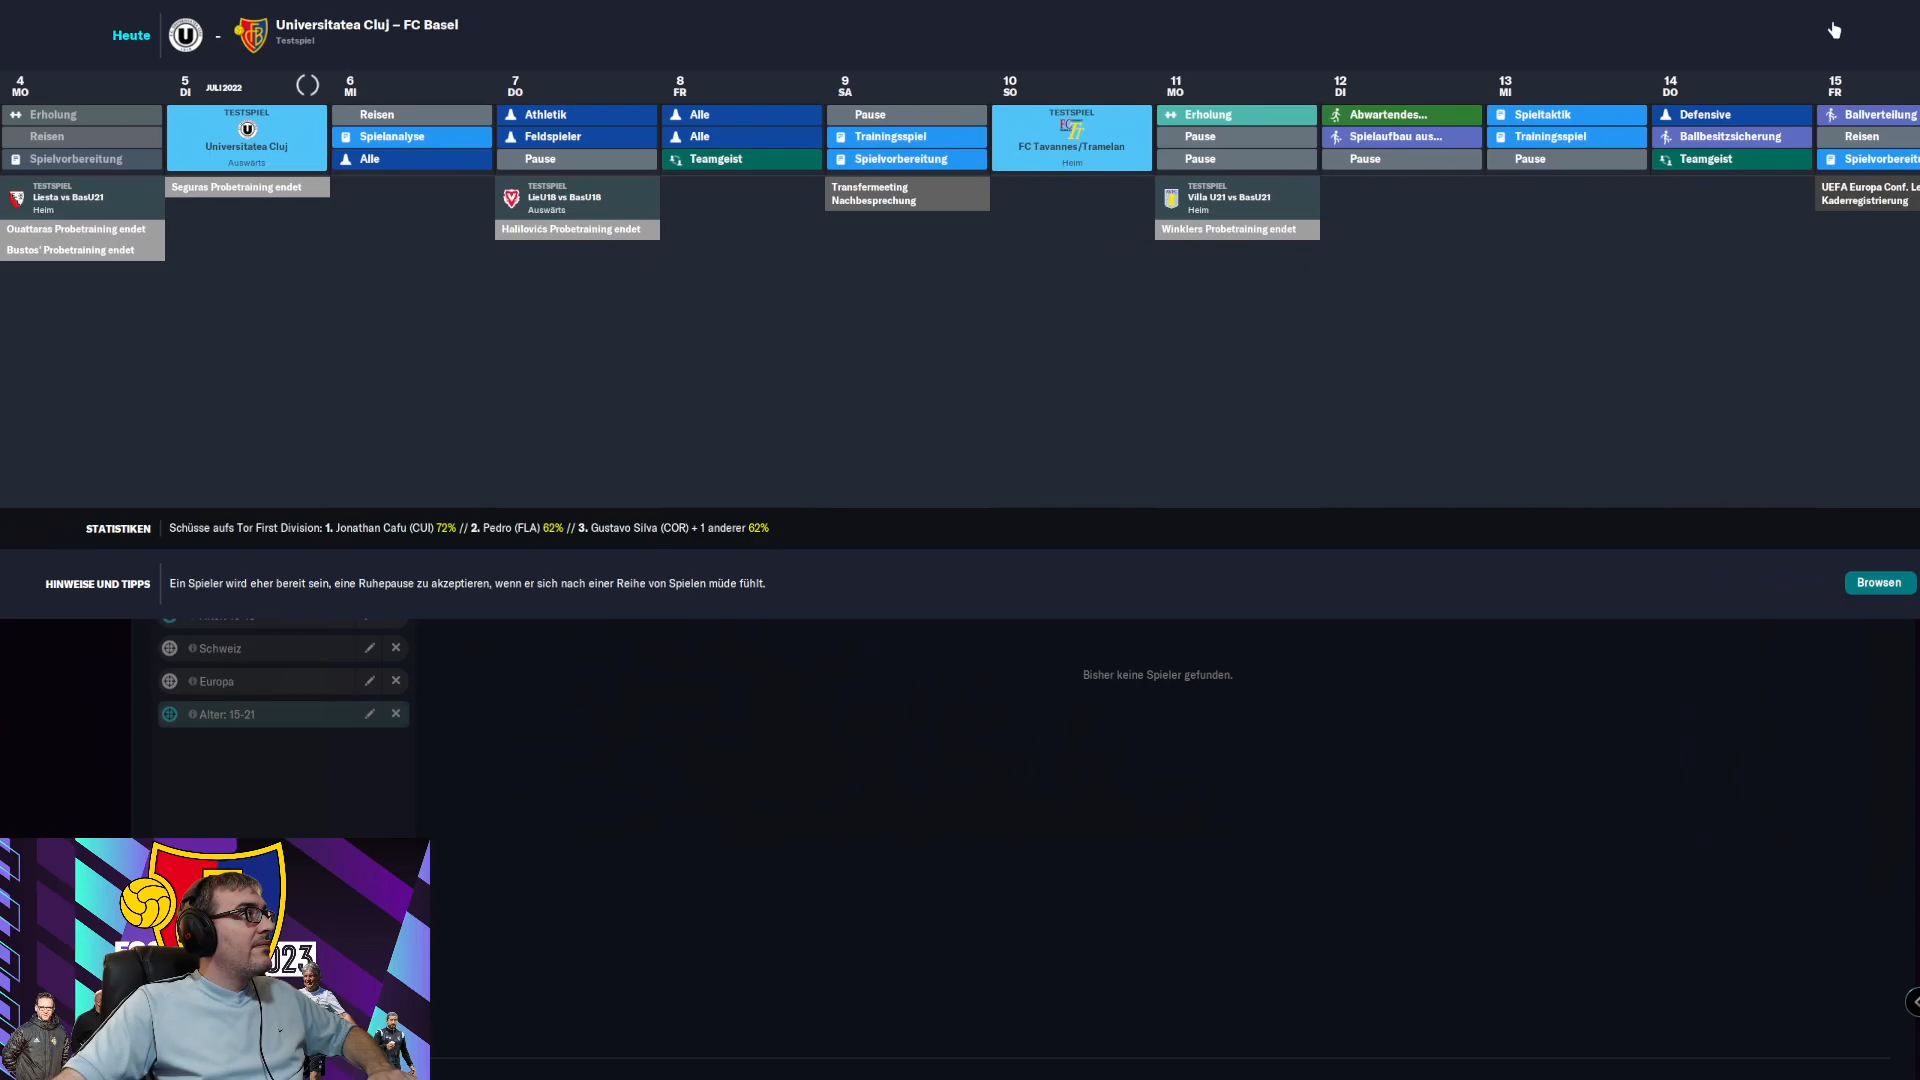 Heute
Universitatea Cluj – FC Basel
Testspiel
4
MO
5
DI
JULI 2022
6
MI
7
DO
8
FR
9
SA
10
SO
11
MO
12
DI
13
MI
14
DO
15
FR
Erholung
Reisen
Spielvorbereitung
TESTSPIEL
Liesta vs BasU21
Heim
Ouattaras Probetraining endet
Bustos' Probetraining endet
TESTSPIEL
Universitatea Cluj
Auswärts
Seguras Probetraining endet
Reisen
Spielanalyse
Alle
Athletik
Feldspieler
Pause
TESTSPIEL
LieU18 vs BasU18
Auswärts
Halilovićs Probetraining endet
Alle
Alle
Teamgeist
Pause
Trainingsspiel
Spielvorbereitung
Transfermeeting
Nachbesprechung
TESTSPIEL
FC Tavannes/Tramelan
Heim
Erholung
Pause
Pause
TESTSPIEL
Villa U21 vs BasU21
Heim
Winklers Probetraining endet
Abwartendes...
Spielaufbau aus...
Pause
Spieltaktik
Trainingsspiel
Pause
Defensive
Ballbesitzsicherung
Teamgeist
Ballverteilung
Reisen
Spielvorbereitu
UEFA Europa Conf. Le
Kaderregistrierung
STATISTIKEN
Schüsse aufs Tor First Division: 1. Jonathan Cafu (CUI) 72% // 2. Pedro (FLA) 62% // 3. Gustavo Silva (COR) + 1 anderer 62%
HINWEISE UND TIPPS
Ein Spieler wird eher bereit sein, eine Ruhepause zu akzeptieren, wenn er sich nach einer Reihe von Spielen müde fühlt.
Browsen
Schweiz
Europa
Alter: 15-21
Bisher keine Spieler gefunden.
023